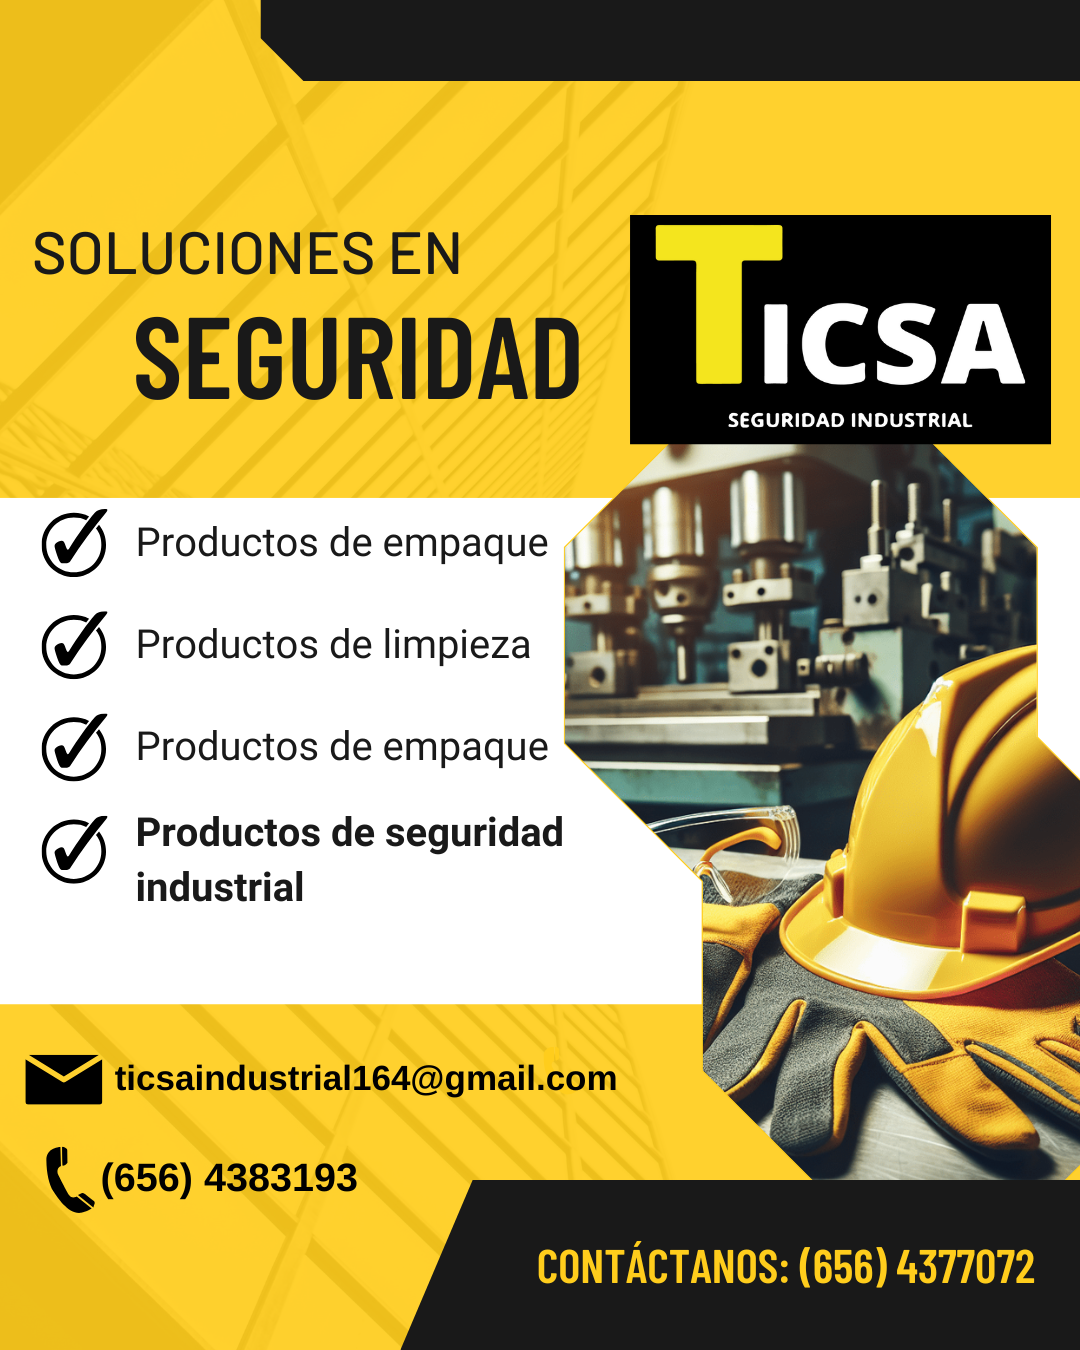 SOLUCIONES EN
SEGURIDAD
TICSA
SEGURIDAD INDUSTRIAL
Productos de empaque
Productos de limpieza
Productos de empaque
Productos de seguridad
industrial
ticsaindustrial164@gmail.com
(656) 4383193
CONTÁCTANOS: (656) 4377072